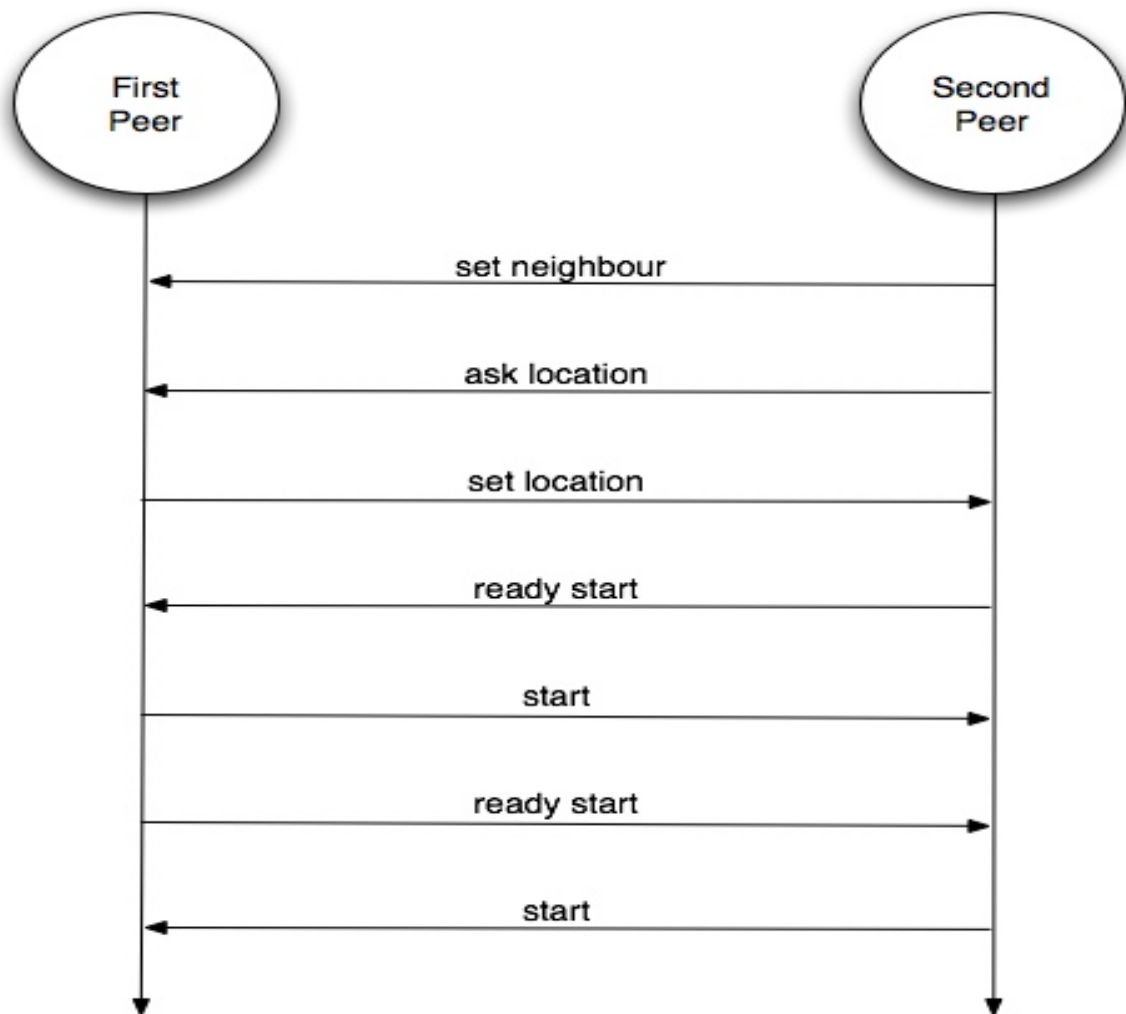 First
Peer
Second
Peer
set neighbour
ask location
set location
ready start
start
ready start
start